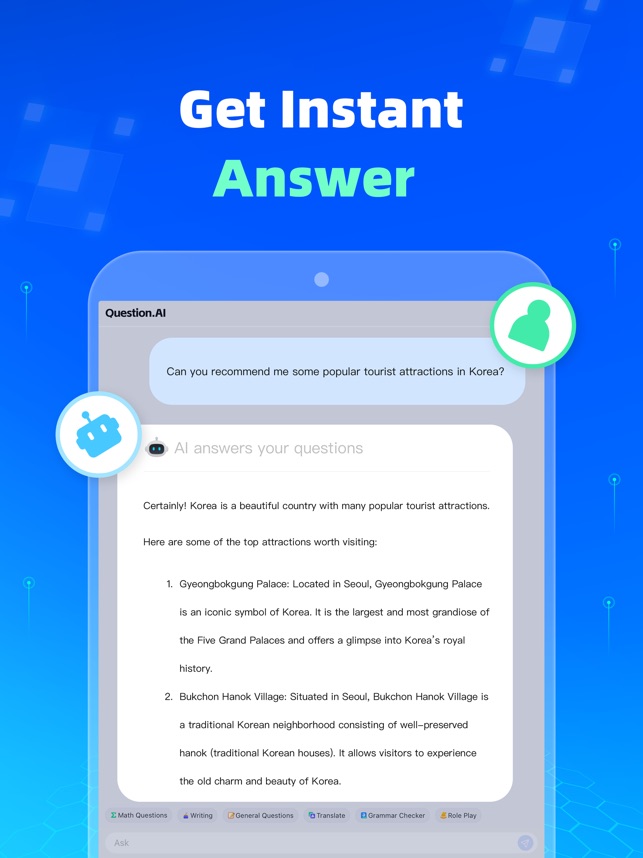 Get Instant
Answer
Question.AI
Can you recommend me some popular tourist attractions in Korea?
AI answers your questions
Certainly! Korea is a beautiful country with many popular tourist attractions.
Here are some of the top attractions worth visiting:
1. Gyeongbokgung Palace: Located in Seoul, Gyeongbokgung Palace
is an iconic symbol of Korea. It is the largest and most grandiose of
the Five Grand Palaces and offers a glimpse into Korea's royal
history.
2. Bukchon Hanok Village: Situated in Seoul, Bukchon Hanok Village is
a traditional Korean neighborhood consisting of well-preserved
hanok (traditional Korean houses). It allows visitors to experience
the old charm and beauty of Korea.
Math Questions Writing General Questions Translate Grammar Checker Role Play
Ask